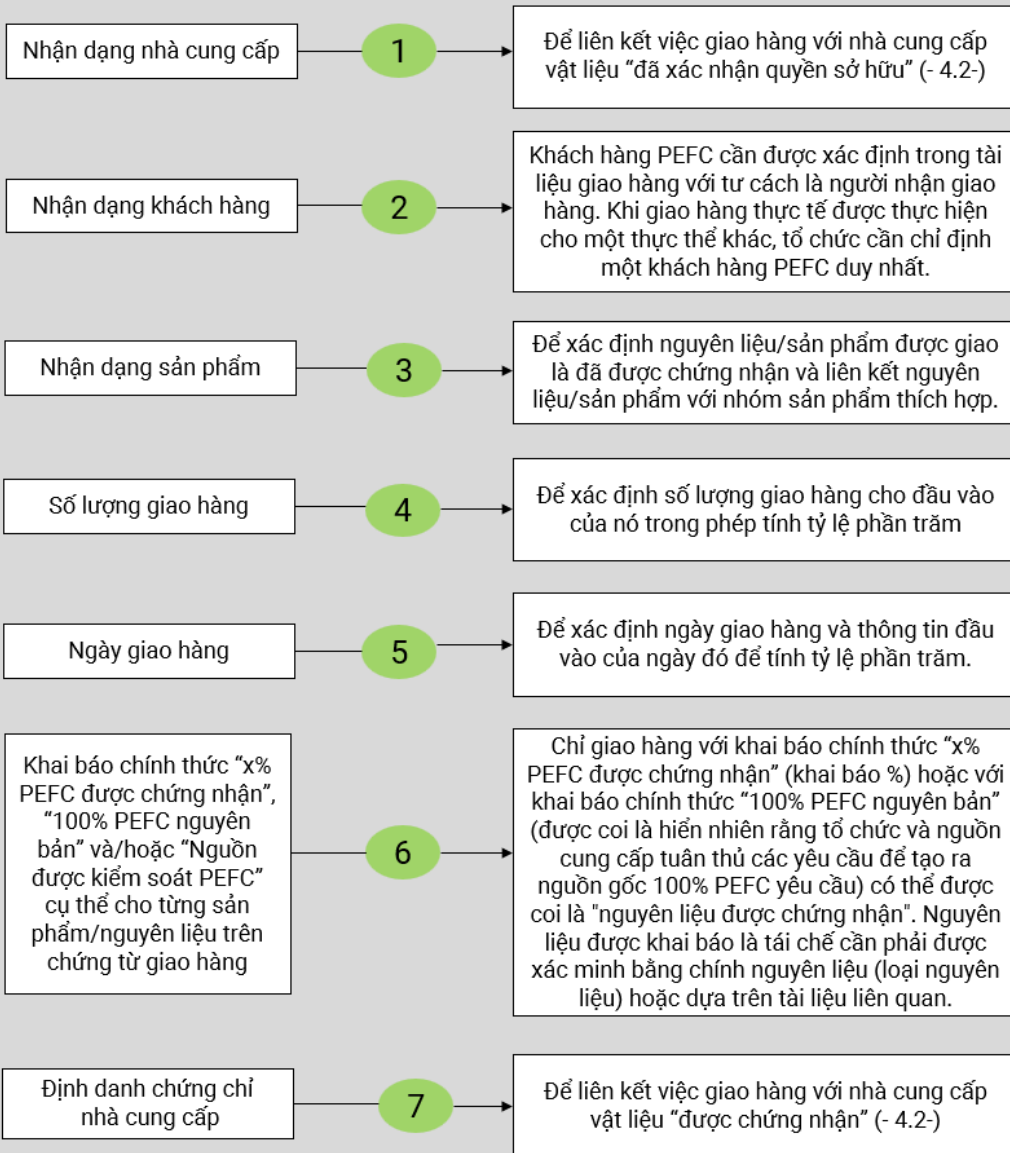 Nhận dạng nhà cung cấp
1
Để liên kết việc giao hàng với nhà cung cấp
vật liệu “đã xác nhận quyền sở hữu” (- 4.2-)
Nhận dạng khách hàng
2
Khách hàng PEFC cần được xác định trong tài
liệu giao hàng với tư cách là người nhận giao
hàng. Khi giao hàng thực tế được thực hiện
cho một thực thể khác, tổ chức cần chỉ định
một khách hàng PEFC duy nhất.
Nhận dạng sản phẩm
3
Để xác định nguyên liệu/sản phẩm được giao
là đã được chứng nhận và liên kết nguyên
liệu/sản phẩm với nhóm sản phẩm thích hợp.
Số lượng giao hàng
4
Để xác định số lượng giao hàng cho đầu vào
của nó trong phép tính tỷ lệ phần trăm
Ngày giao hàng
5
Để xác định ngày giao hàng và thông tin đầu
vào của ngày đó để tính tỷ lệ phần trăm.
Khai báo chính thức “x%
PEFC được chứng nhận”,
“100% PEFC nguyên
bản” và/hoặc “Nguồn
được kiểm soát PEFC”
cụ thể cho từng sản
phẩm/nguyên liệu trên
chứng từ giao hàng
6
Chỉ giao hàng với khai báo chính thức “x%
PEFC được chứng nhận” (khai báo %) hoặc với
khai báo chính thức “100% PEFC nguyên bản”
(được coi là hiển nhiên rằng tổ chức và nguồn
cung cấp tuân thủ các yêu cầu để tạo ra
nguồn gốc 100% PEFC yêu cầu) có thể được
coi là "nguyên liệu được chứng nhận". Nguyên
liệu được khai báo là tái chế cần phải được
xác minh bằng chính nguyên liệu (loại nguyên
liệu) hoặc dựa trên tài liệu liên quan.
Định danh chứng chỉ
nhà cung cấp
7
Để liên kết việc giao hàng với nhà cung cấp
vật liệu “được chứng nhận” (- 4.2-)